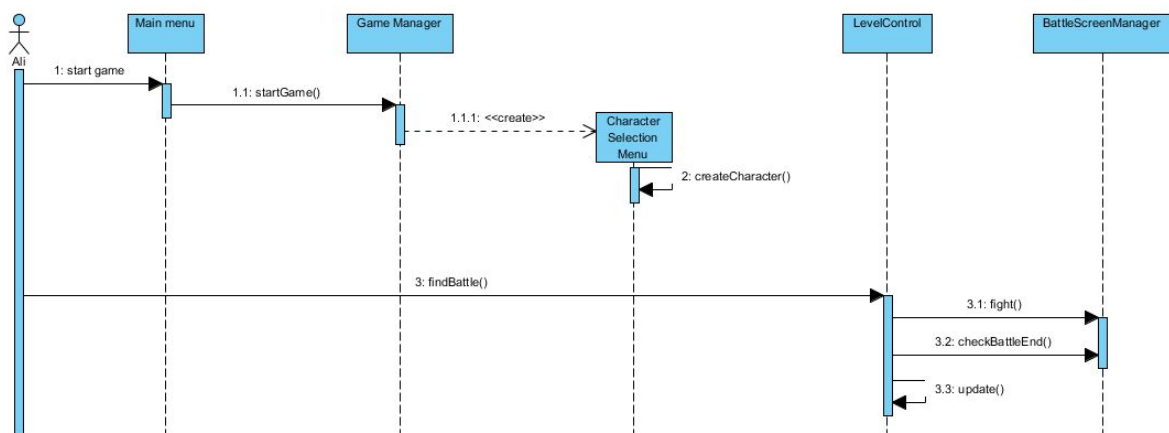 Main menu
Game Manager
LevelControl
BattleScreenManager
Ali
1: start game
1.1: startGame()
1.1.1: <<create>>
Character
Selection
Menu
2: createCharacter()
3: findBattle()
3.1: fight()
3.2: checkBattleEnd()
3.3: update()